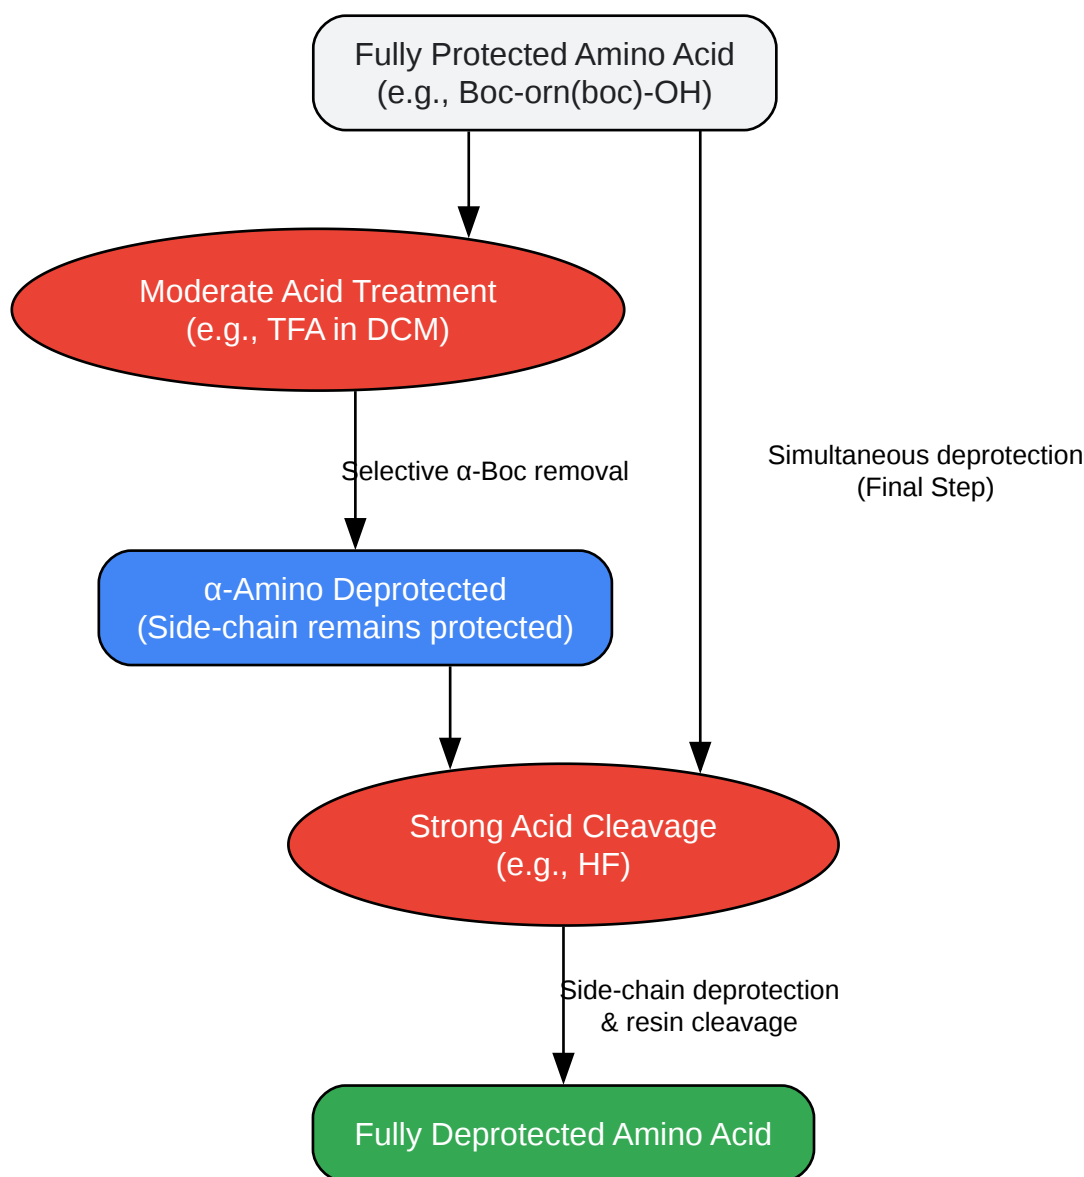 Fully Protected Amino Acid
(e.g., Boc-orn(boc)-OH)
Moderate Acid Treatment
(e.g., TFA in DCM)
Selective α-Boc removal
Simultaneous deprotection
(Final Step)
α-Amino Deprotected
(Side-chain remains protected)
Strong Acid Cleavage
(e.g., HF)
Side-chain deprotection
& resin cleavage
Fully Deprotected Amino Acid